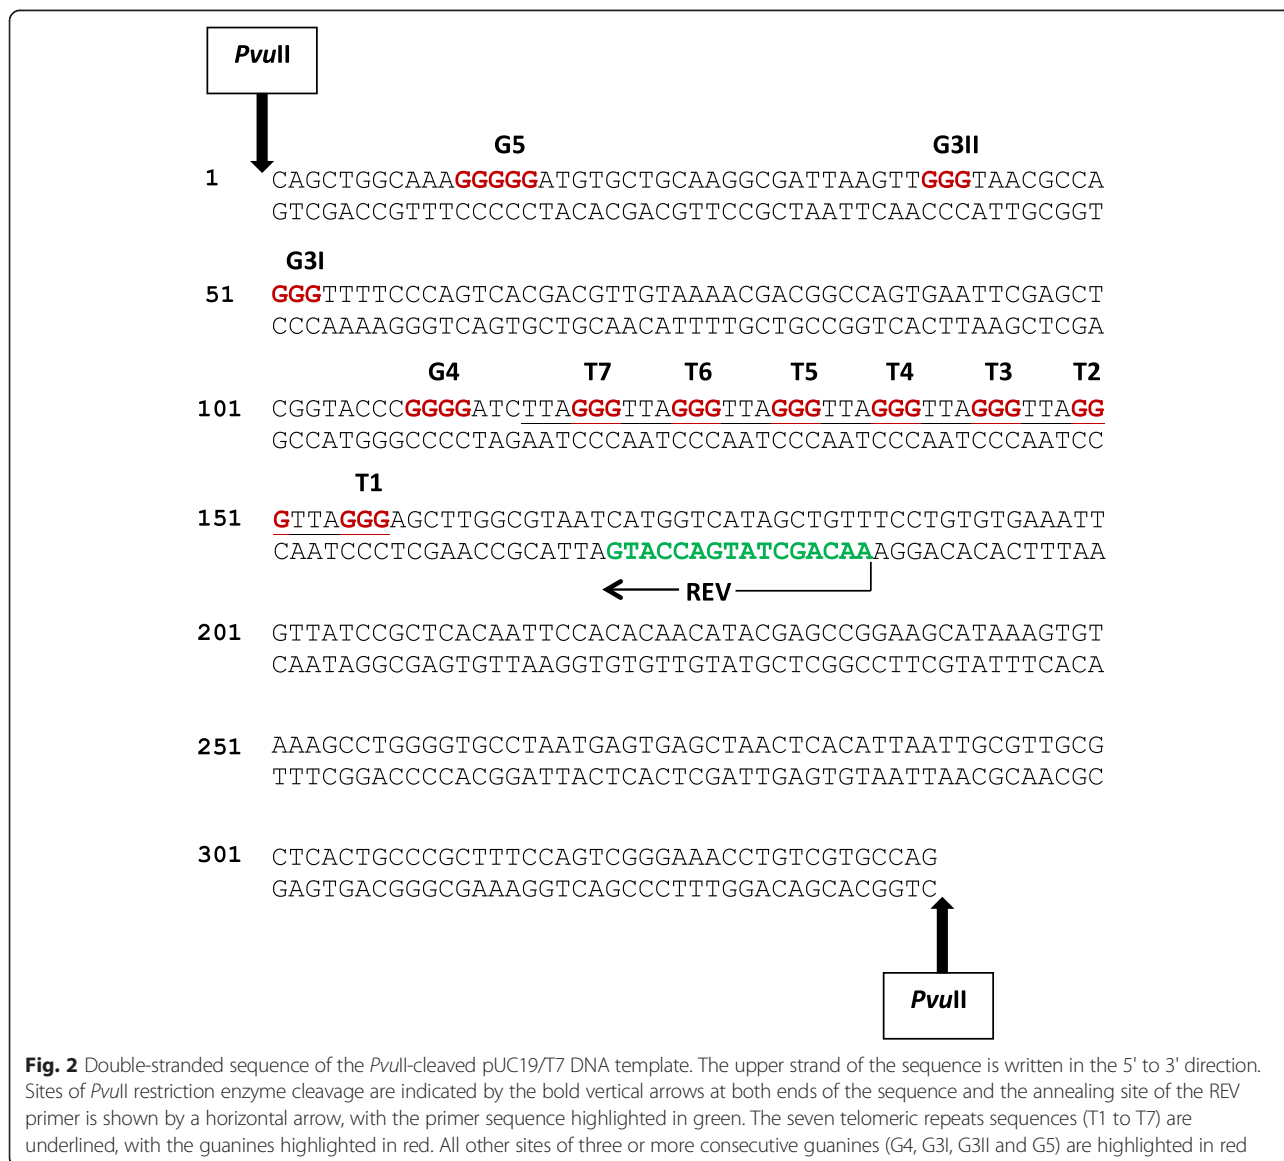 PvuII
G5 G3II
1 CAGCTGGCAAAGGGGGATGTGCTGCAAGGCGATTAAGTTGGGTAACGCCA
GTCGACCGTTTCCCCCTACACGACGTTCCGCTAATTCAACCCATTGCGGT
G3I
51 GGGTTTTCCCAGTCACGACGTTGTAAAACGACGGCCAGTGAATTCGAGCT
CCCAAAAGGGTCAGTGCTGCAACATTTTGCTGCCGGTCACTTAAGCTCGA
G4 T7 T6 T5 T4 T3 T2
101 CGGTACCCGGGGATCTTAGGGTTAGGGTTAGGGTTAGGGTTAGGGTTAGG
GCCATGGGCCCCTAGAATCCCAATCCCAATCCCAATCCCAATCCCAATCC
T1
151 GTTAGGGAGCTTGGCGTAATCATGGTCATAGCTGTTTCCTGTGTGAAATT
CAATCCCTCGAACCGCATTAGTACCAGTATCGACAAAGGACACACTTTAA
REV
201 GTTATCCGCTCACAATTCCACACAACATACGAGCCGGAAGCATAAAGTGT
CAATAGGCGAGTGTTAAGGTGTGTTGTATGCTCGGCCTTCGTATTTCACA
251 AAAGCCTGGGGTGCCTAATGAGTGAGCTAACTCACATTAATTGCGTTGCG
TTTCGGACCCCACGGATTACTCACTCGATTGAGTGTAATTAACGCAACGC
301 CTCACTGCCCGCTTTCCAGTCGGGAAACCTGTCGTGCCAG
GAGTGACGGGCGAAAGGTCAGCCCTTTGGACAGCACGGTC
PvuII
Fig. 2 Double-stranded sequence of the PvuII-cleaved pUC19/T7 DNA template. The upper strand of the sequence is written in the 5' to 3' direction.
Sites of PvuII restriction enzyme cleavage are indicated by the bold vertical arrows at both ends of the sequence and the annealing site of the REV
primer is shown by a horizontal arrow, with the primer sequence highlighted in green. The seven telomeric repeats sequences (T1 to T7) are
underlined, with the guanines highlighted in red. All other sites of three or more consecutive guanines (G4, G3I, G3II and G5) are highlighted in red